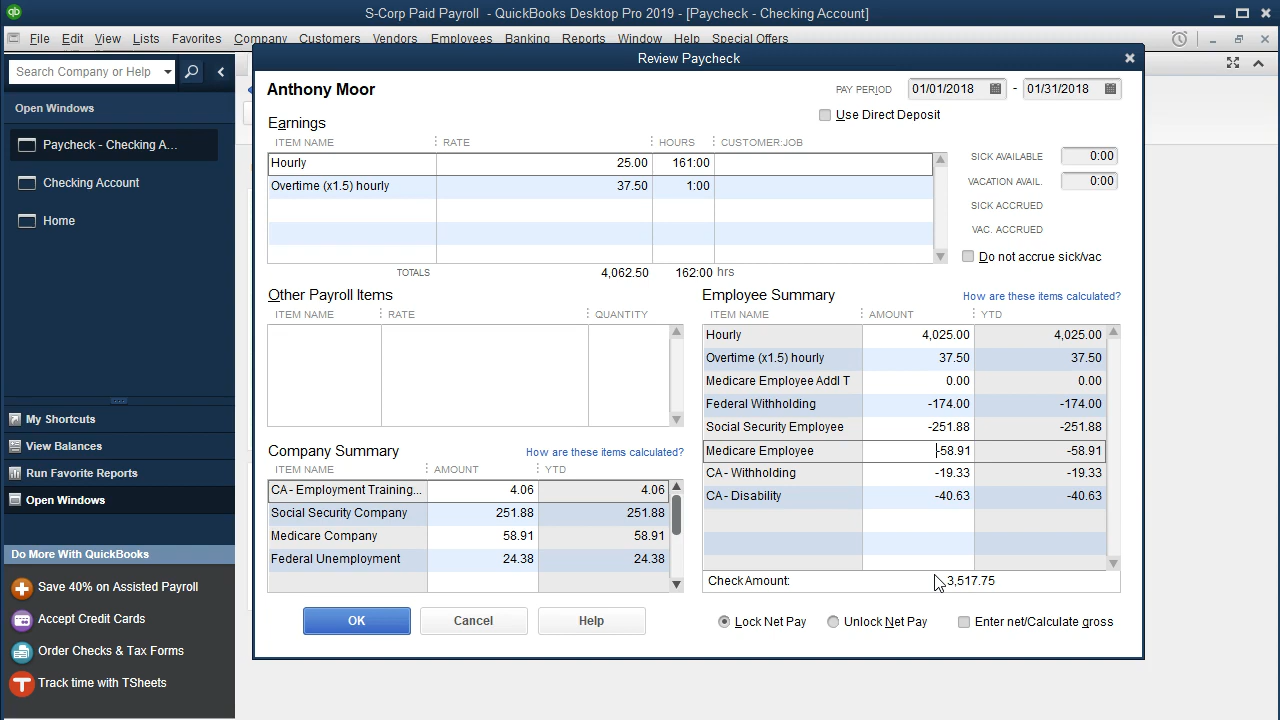 S-Corp Paid Payroll - QuickBooks Desktop Pro 2019 - [Paycheck - Checking Account]
File Edit View Lists Favorites Company Customers Vendors Employees Banking Reports Window Help Special Offers
Search Company or Help
Open Windows
Paycheck - Checking A...
Checking Account
Home
My Shortcuts
View Balances
Run Favorite Reports
Open Windows
Do More With QuickBooks
Save 40% on Assisted Payroll
Accept Credit Cards
Order Checks & Tax Forms
Track time with TSheets
Review Paycheck
Anthony Moor
PAY PERIOD 01/01/2018 - 01/31/2018
Use Direct Deposit
Earnings
ITEM NAME RATE HOURS CUSTOMER:JOB
Hourly 25.00 161:00
Overtime (x1.5) hourly 37.50 1:00
TOTALS 4,062.50 162:00 hrs
SICK AVAILABLE 0:00
VACATION AVAIL. 0:00
SICK ACCRUED
VAC. ACCRUED
Do not accrue sick/vac
Other Payroll Items
ITEM NAME RATE QUANTITY
Company Summary How are these items calculated?
ITEM NAME AMOUNT YTD
CA - Employment Training... 4.06 4.06
Social Security Company 251.88 251.88
Medicare Company 58.91 58.91
Federal Unemployment 24.38 24.38
Employee Summary How are these items calculated?
ITEM NAME AMOUNT YTD
Hourly 4,025.00 4,025.00
Overtime (x1.5) hourly 37.50 37.50
Medicare Employee Addl T 0.00 0.00
Federal Withholding -174.00 -174.00
Social Security Employee -251.88 -251.88
Medicare Employee -58.91 -58.91
CA - Withholding -19.33 -19.33
CA - Disability -40.63 -40.63
Check Amount: 3,517.75
OK Cancel Help
Lock Net Pay Unlock Net Pay Enter net/Calculate gross